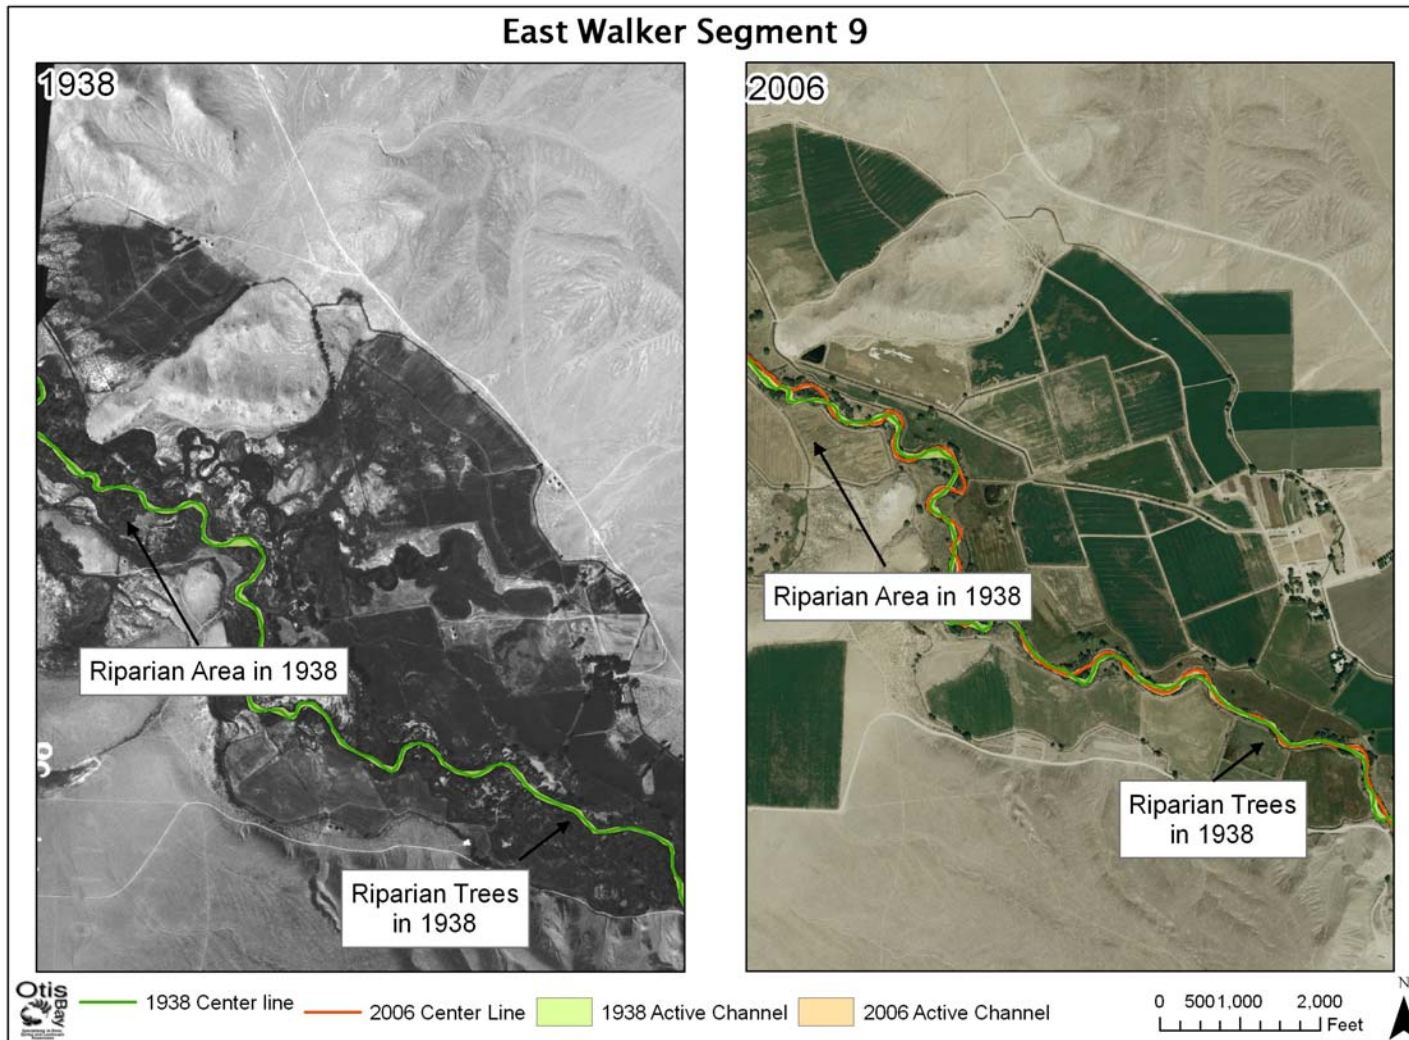 East Walker Segment 9
1938
2006
Riparian Area in 1938
Riparian Trees
in 1938
Riparian Area in 1938
Riparian Trees
in 1938
Otis
Bay
1938 Center line
2006 Center Line
1938 Active Channel
2006 Active Channel
0 500 1,000 2,000
Feet
N